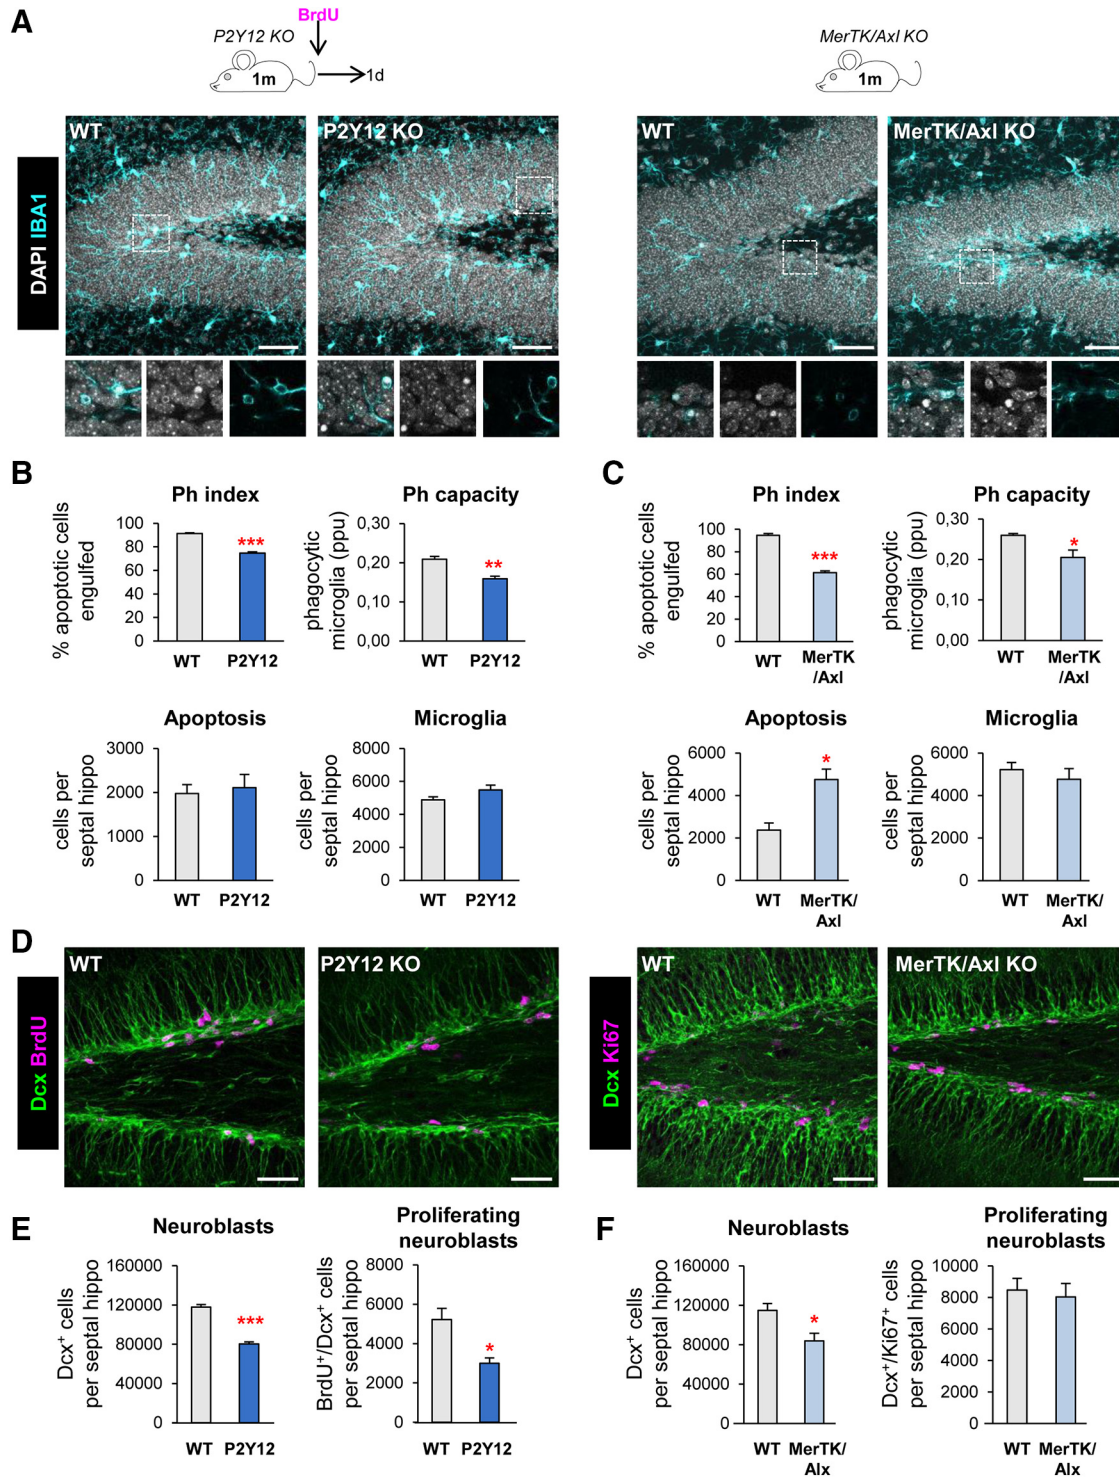 A
BrdU
P2Y12 KO
1m
1d
MerTK/Axl KO
1m
DAPI IBA1
WT
P2Y12 KO
WT
MerTK/Axl KO
B
Ph index
% apoptotic cells
engulfed
100
80
60
40
20
0
***
WT
P2Y12
Ph capacity
phagocytic
microglia (ppu)
0,30
0,20
0,10
0,00
**
WT
P2Y12
Apoptosis
cells per
septal hippo
3000
2000
1000
0
WT
P2Y12
Microglia
cells per
septal hippo
8000
6000
4000
2000
0
WT
P2Y12
C
Ph index
% apoptotic cells
engulfed
100
80
60
40
20
0
***
WT
MerTK
/Axl
Ph capacity
phagocytic
microglia (ppu)
0,30
0,20
0,10
0,00
*
WT
MerTK
/Axl
Apoptosis
cells per
septal hippo
6000
4000
2000
0
*
WT
MerTK/
Axl
Microglia
cells per
septal hippo
6000
4000
2000
0
WT
MerTK/
Axl
D
Dcx BrdU
WT
P2Y12 KO
Dcx Ki67
WT
MerTK/Axl KO
E
Neuroblasts
Dcx+ cells
per septal hippo
160000
120000
80000
40000
0
***
WT
P2Y12
Proliferating
neuroblasts
BrdU+/Dcx+ cells
per septal hippo
8000
6000
4000
2000
0
*
WT
P2Y12
F
Neuroblasts
Dcx+ cells
per septal hippo
160000
120000
80000
40000
0
*
WT
MerTK/
Alx
Proliferating
neuroblasts
Dcx+/Ki67+ cells
per septal hippo
10000
8000
6000
4000
2000
0
WT
MerTK/
Alx